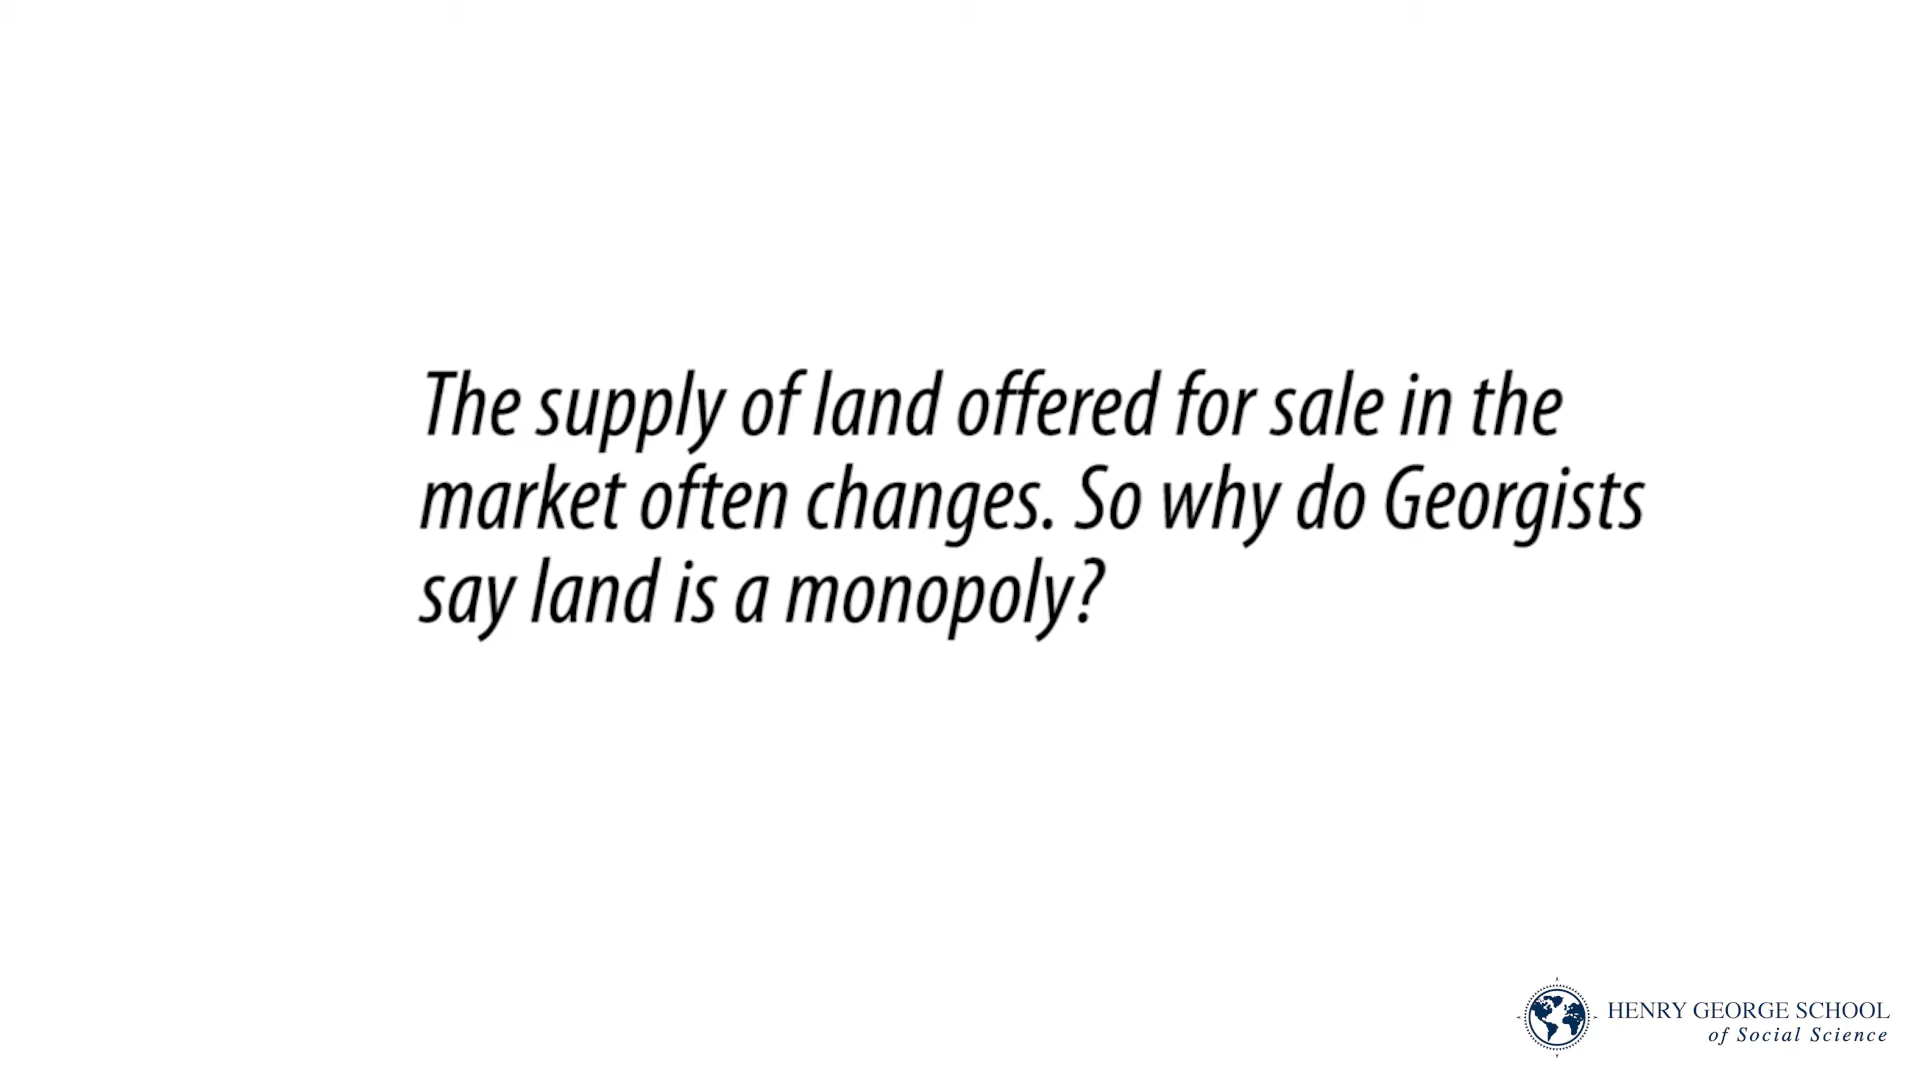 The supply of land offered for sale in the
market often changes. So why do Georgists
say land is a monopoly?
HENRY GEORGE SCHOOL
of Social Science